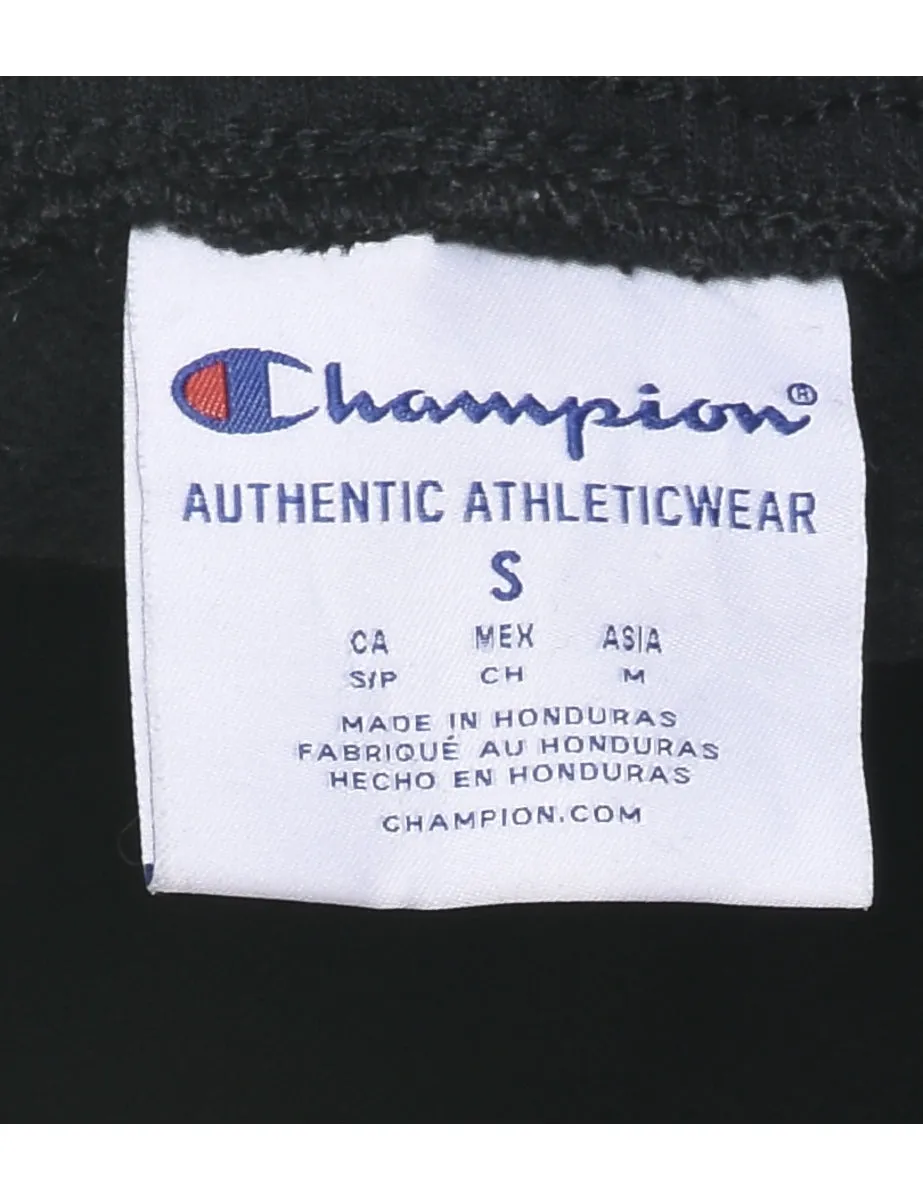 Champion®
AUTHENTIC ATHLETICWEAR
S
CA MEX ASIA
S/P CH M
MADE IN HONDURAS
FABRIQUÉ AU HONDURAS
HECHO EN HONDURAS
CHAMPION.COM